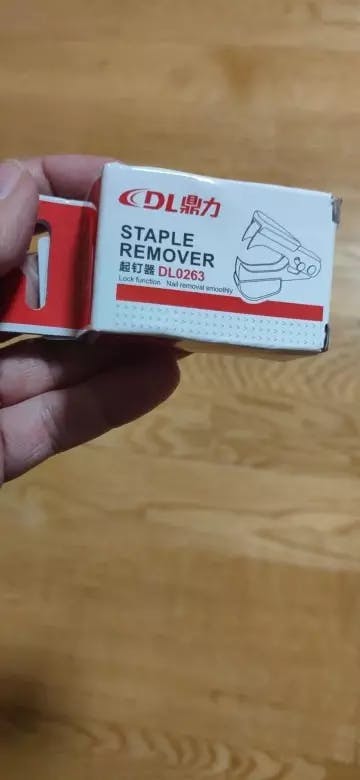 DL鼎力
STAPLE
REMOVER
起钉器 DL0263
Lock function Nail removal smoothly